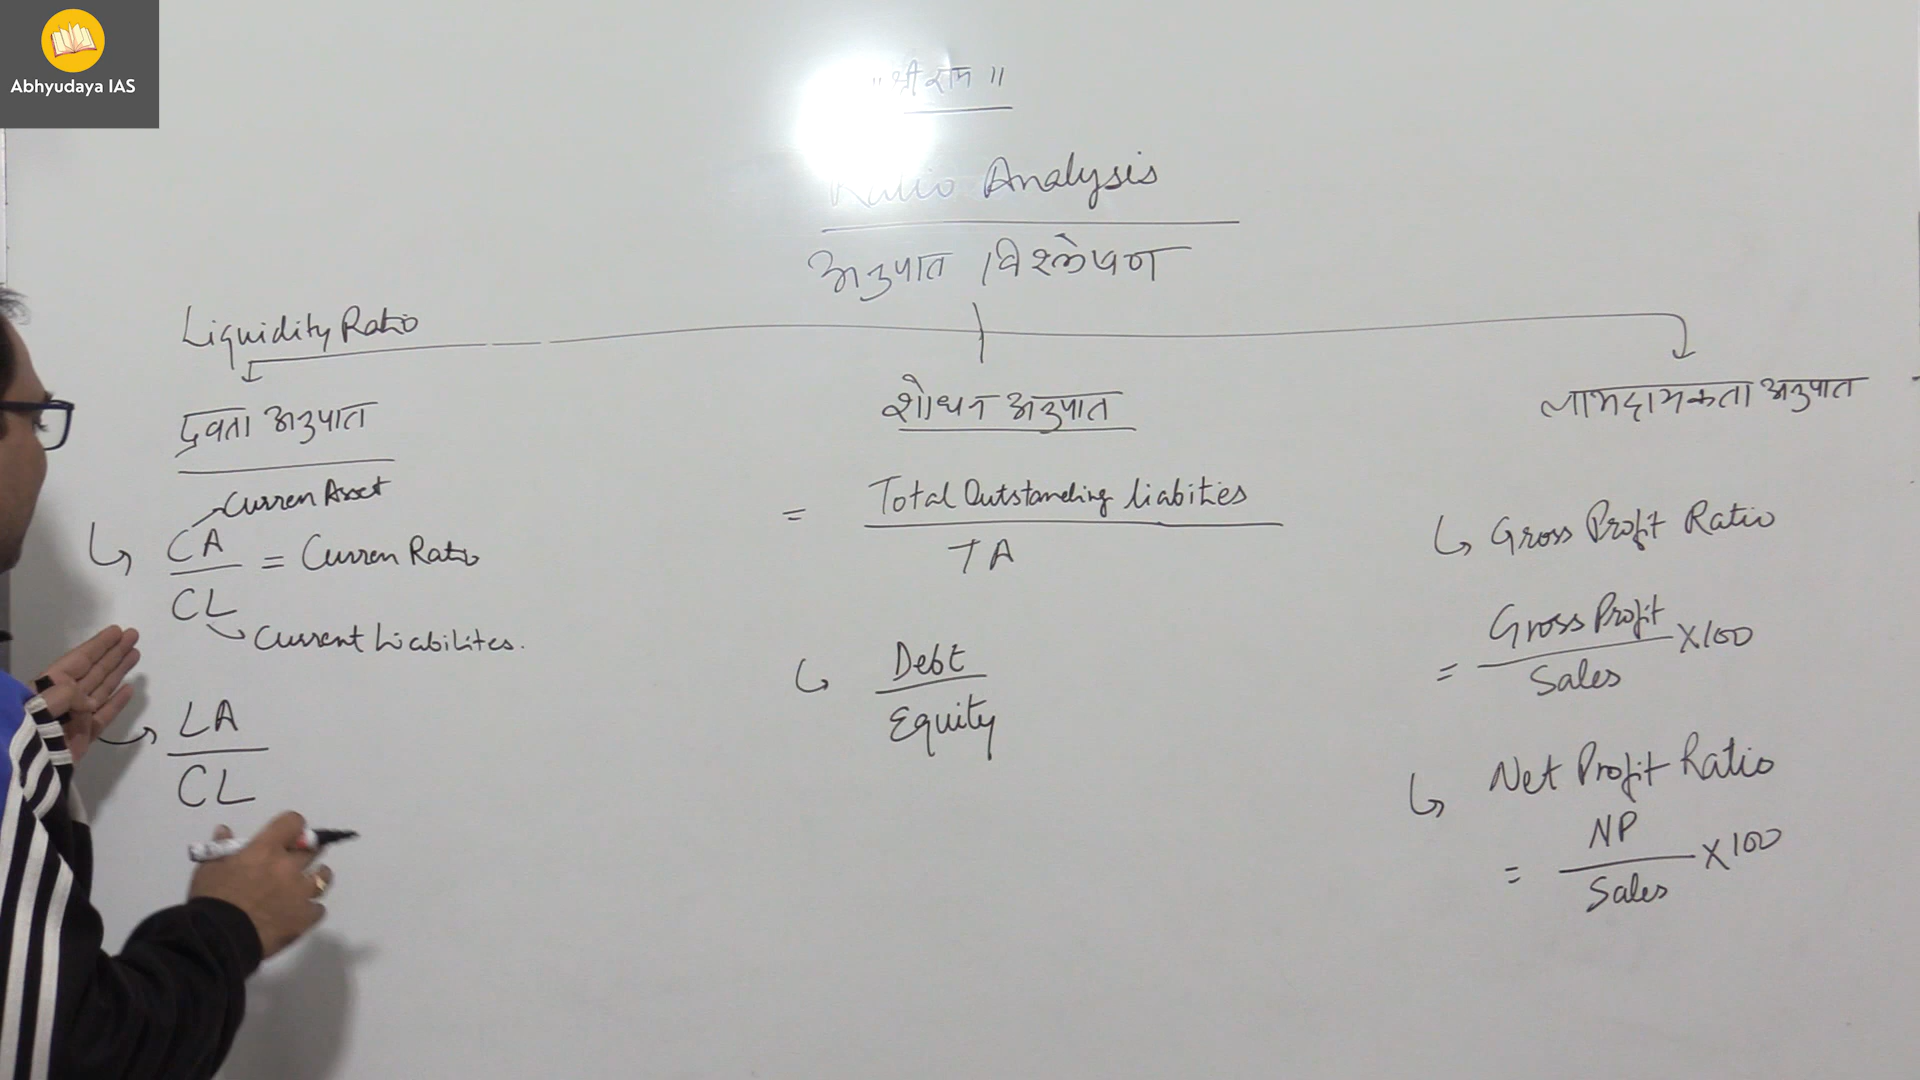 Abhyudaya IAS
"श्री राम"
Ratio Analysis
अनुपात विश्लेषण
Liquidity Ratio
द्रवता अनुपात
Curren Asset
CA
CL
= Curren Ratio
Current Liabilites.
LA
CL
शोधन अनुपात
=
Total Outstanding liabities
TA
Debt
Equity
लाभदायकता अनुपात
Gross Profit Ratio
=
Gross Profit
Sales
X100
Net Profit Ratio
=
NP
Sales
X100